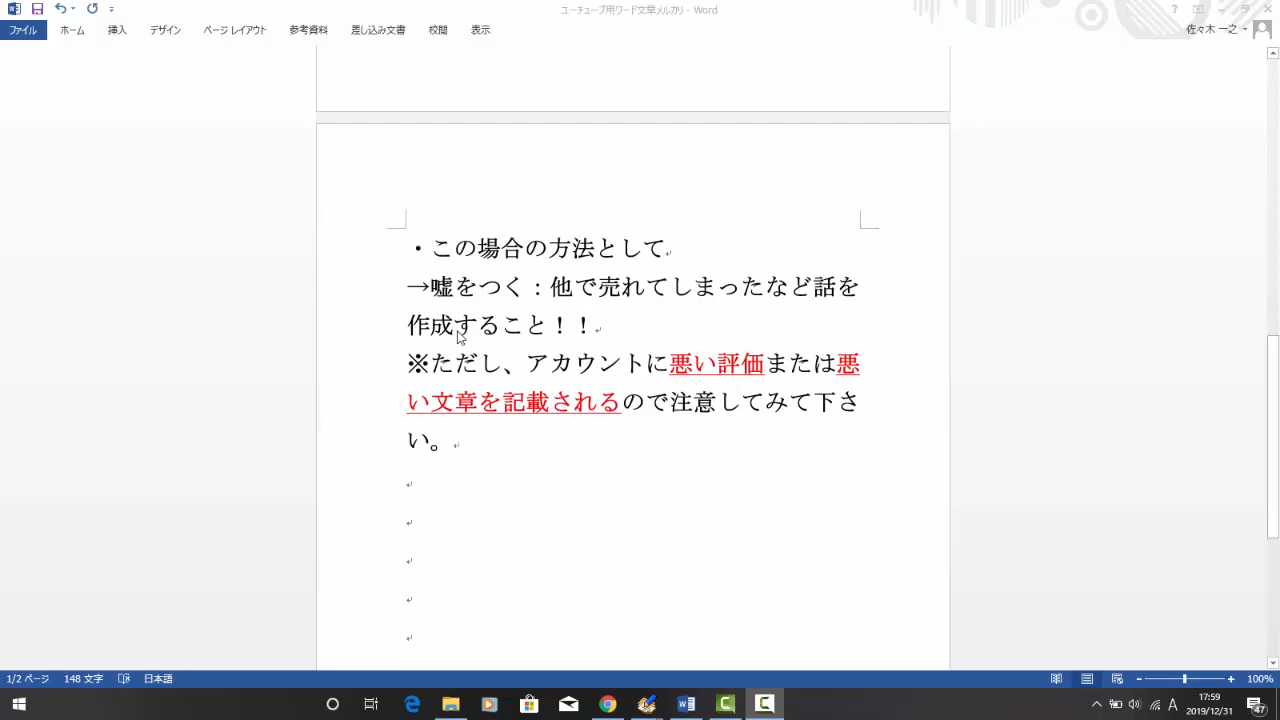 ユーチューブ用ワード文章メルカリ - Word
ファイル ホーム 挿入 デザイン ページ レイアウト 参考資料 差し込み文書 校閲 表示 佐々木 一之
・この場合の方法として
→嘘をつく：他で売れてしまったなど話を
作成すること！！
※ただし、アカウントに悪い評価または悪
い文章を記載されるので注意してみて下さ
い。
1/2 ページ 148 文字 日本語 100%
A 17:59
2019/12/31 47